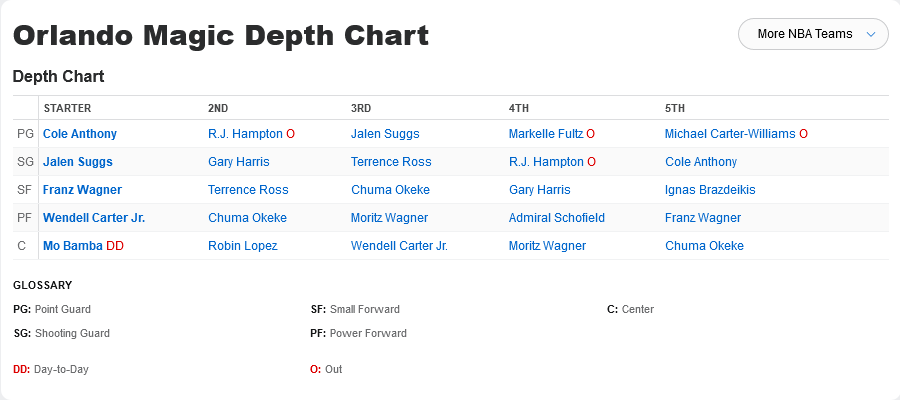 Orlando Magic Depth Chart
More NBA Teams
Depth Chart
STARTER 2ND 3RD 4TH 5TH
PG Cole Anthony R.J. Hampton O Jalen Suggs Markelle Fultz O Michael Carter-Williams O
SG Jalen Suggs Gary Harris Terrence Ross R.J. Hampton O Cole Anthony
SF Franz Wagner Terrence Ross Chuma Okeke Gary Harris Ignas Brazdeikis
PF Wendell Carter Jr. Chuma Okeke Moritz Wagner Admiral Schofield Franz Wagner
C Mo Bamba DD Robin Lopez Wendell Carter Jr. Moritz Wagner Chuma Okeke
GLOSSARY
PG: Point Guard SF: Small Forward C: Center
SG: Shooting Guard PF: Power Forward
DD: Day-to-Day O: Out